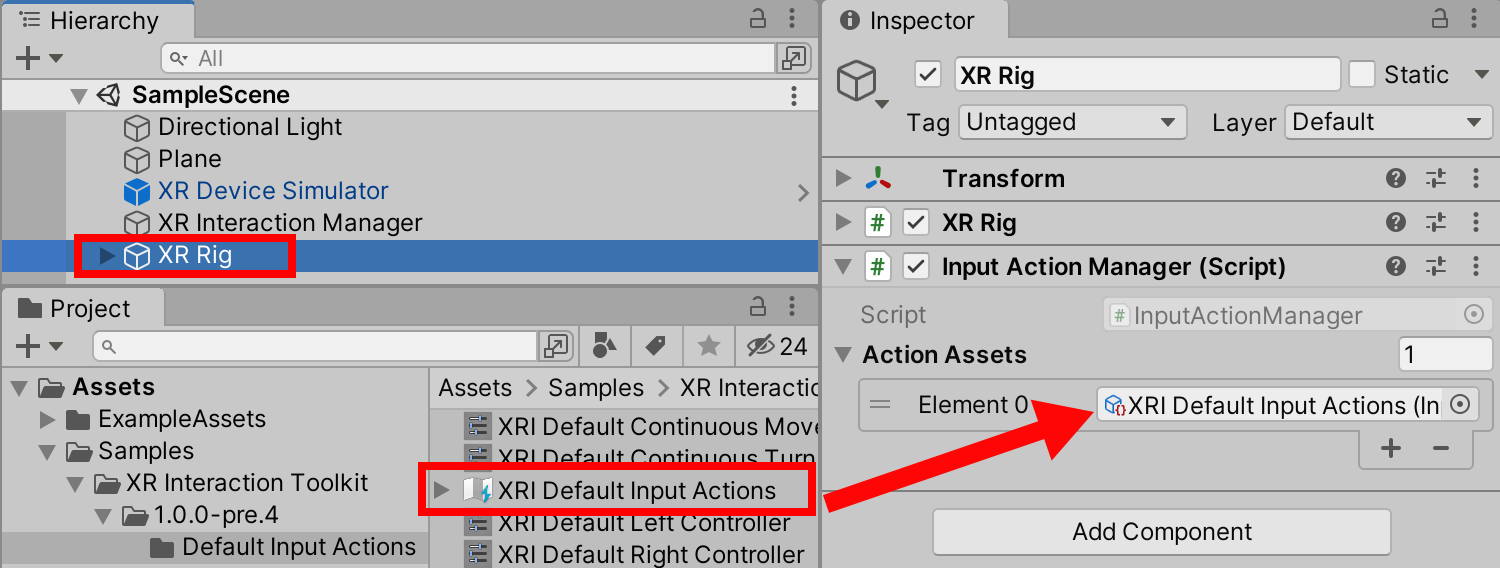 Hierarchy
All
SampleScene
Directional Light
Plane
XR Device Simulator
XR Interaction Manager
XR Rig
Project
24
Assets
ExampleAssets
Samples
XR Interaction Toolkit
1.0.0-pre.4
Default Input Actions
Assets > Samples > XR Interactio
XRI Default Continuous Move
XRI Default Continuous Turn
XRI Default Input Actions
XRI Default Left Controller
XRI Default Right Controller
Inspector
XR Rig
Static
Tag Untagged Layer Default
Transform
# XR Rig
# Input Action Manager (Script)
Script # InputActionManager
Action Assets 1
Element 0 XRI Default Input Actions (In
Add Component